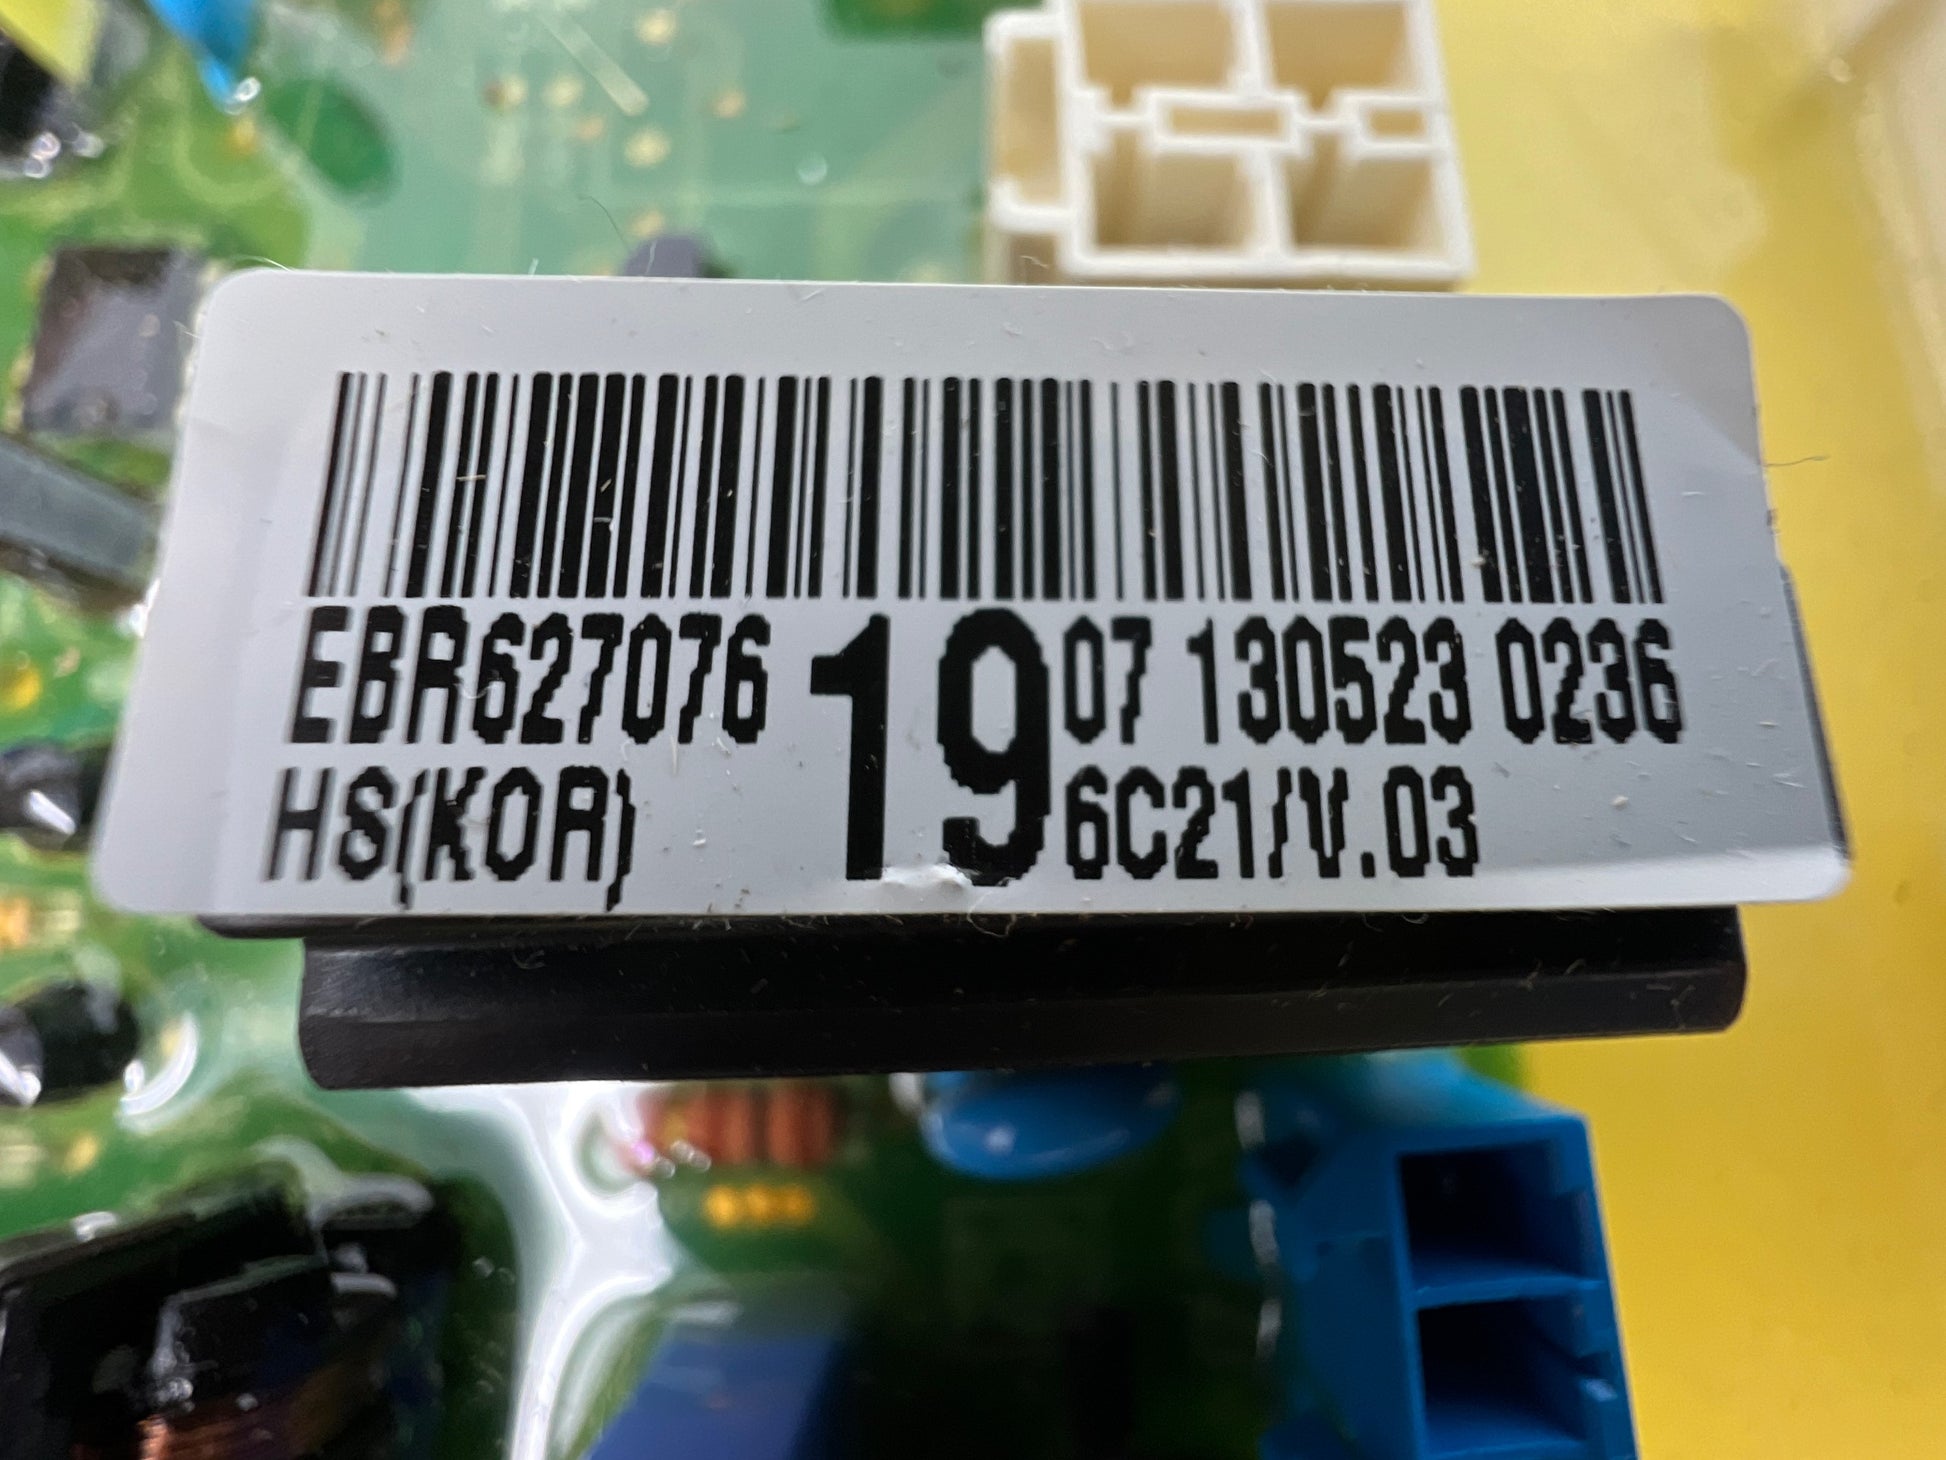 EBR627076 19 07 130523 0236
HS(KOR) 6C21/V.03